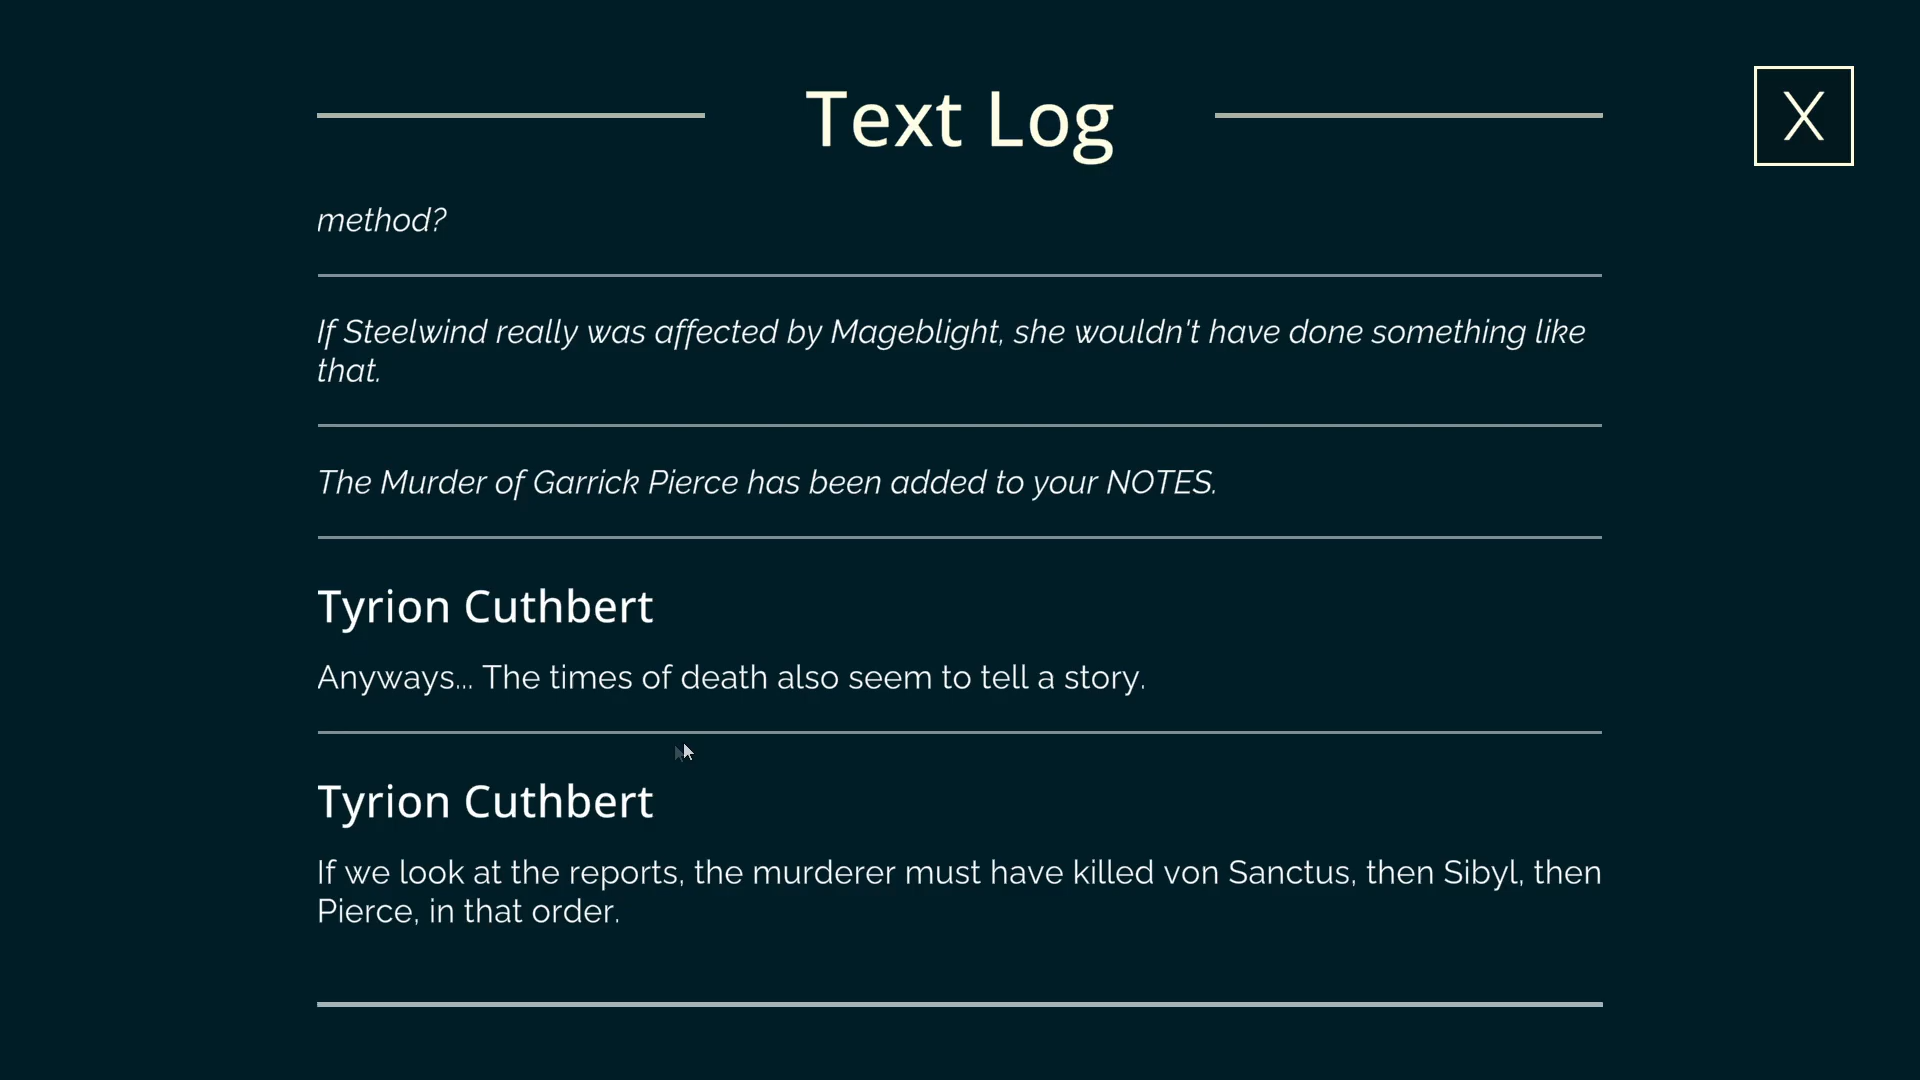 Text Log
X
method?
If Steelwind really was affected by Mageblight, she wouldn't have done something like
that.
The Murder of Garrick Pierce has been added to your NOTES.
Tyrion Cuthbert
Anyways... The times of death also seem to tell a story.
Tyrion Cuthbert
If we look at the reports, the murderer must have killed von Sanctus, then Sibyl, then
Pierce, in that order.